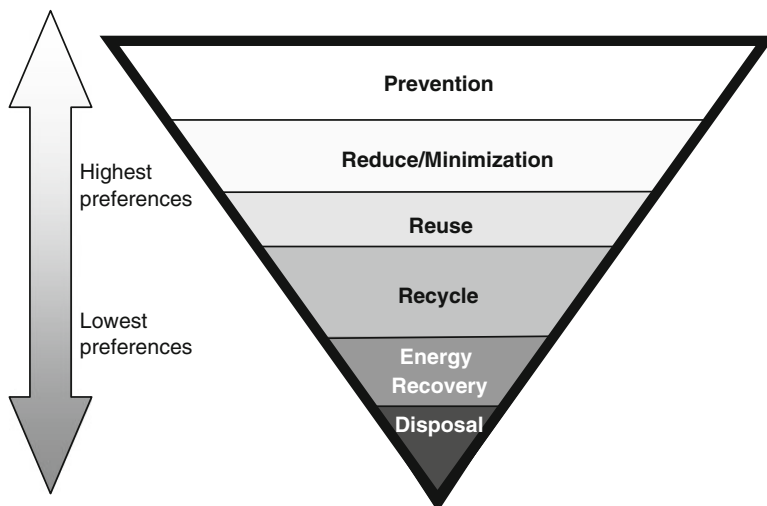 Prevention
Reduce/Minimization
Highest
preferences
Reuse
Recycle
Lowest
preferences
Energy
Recovery
Disposal